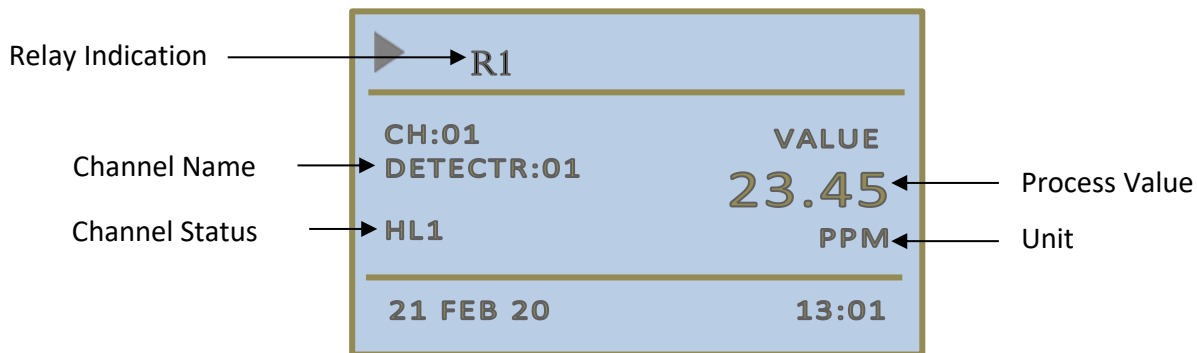 Relay Indication
R1
CH:01
VALUE
Channel Name
DETECTR:01
23.45
Process Value
Channel Status
HL1
PPM
Unit
21 FEB 20
13:01